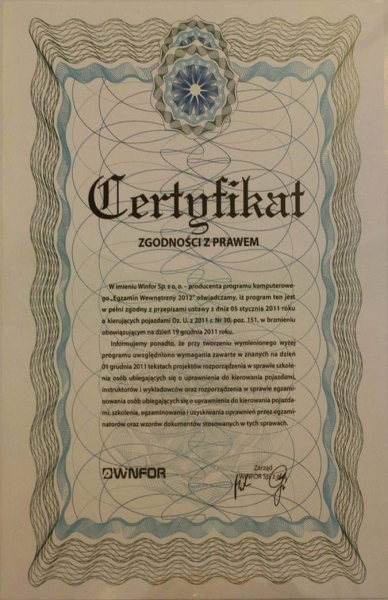 Certyfikat
ZGODNOŚCI Z PRAWEM
W imieniu Winfor Sp. z o. o. - producenta programu komputerowe-
go „Egzamin Wewnętrzny 2012” oświadczamy, iż program ten jest
w pełni zgodny z przepisami ustawy z dnia 05 stycznia 2011 roku
o kierujących pojazdami Dz. U. z 2011 r. Nr 30, poz. 151, w brzmieniu
obowiązującym na dzień 19 grudnia 2011 roku.
Informujemy ponadto, że przy tworzeniu wymienionego wyżej
programu uwzględniono wymagania zawarte w znanych na dzień
01 grudnia 2011 tekstach projektów rozporządzenia w sprawie szkole-
nia osób ubiegających się o uprawnienia do kierowania pojazdami,
instruktorów i wykładowców oraz rozporządzenia w sprawie egzami-
nowania osób ubiegających się o uprawnienia do kierowania pojazda-
mi, szkolenia, egzaminowania i uzyskiwania uprawnień przez egzami-
natorów oraz wzorów dokumentów stosowanych w tych sprawach.
WNFOR
Zarząd
WINFOR Sp. z o.o.